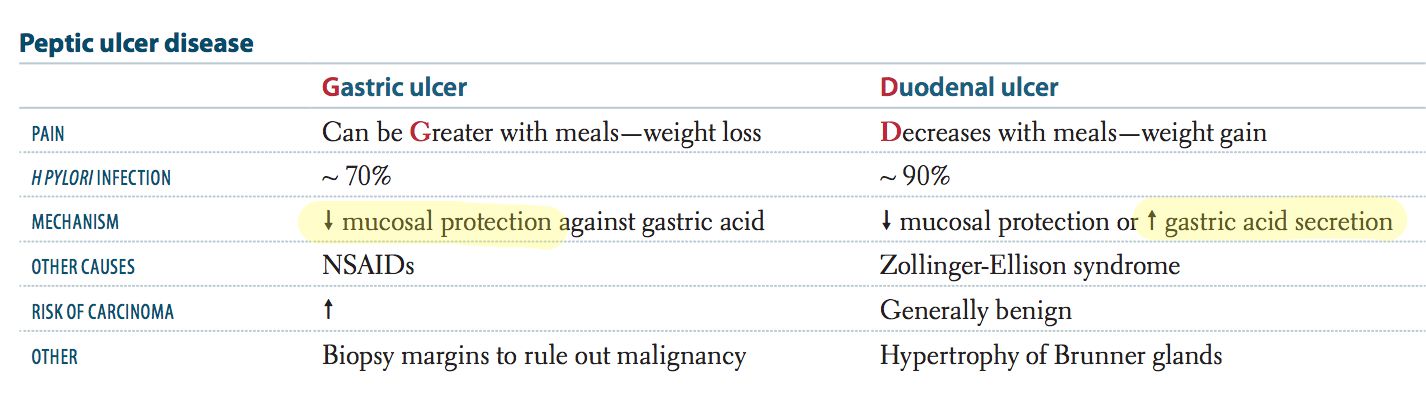 Peptic ulcer disease
Gastric ulcer Duodenal ulcer
PAIN Can be Greater with meals—weight loss Decreases with meals—weight gain
H PYLORI INFECTION ~ 70% ~ 90%
MECHANISM ↓ mucosal protection against gastric acid ↓ mucosal protection or ↑ gastric acid secretion
OTHER CAUSES NSAIDs Zollinger-Ellison syndrome
RISK OF CARCINOMA ↑ Generally benign
OTHER Biopsy margins to rule out malignancy Hypertrophy of Brunner glands